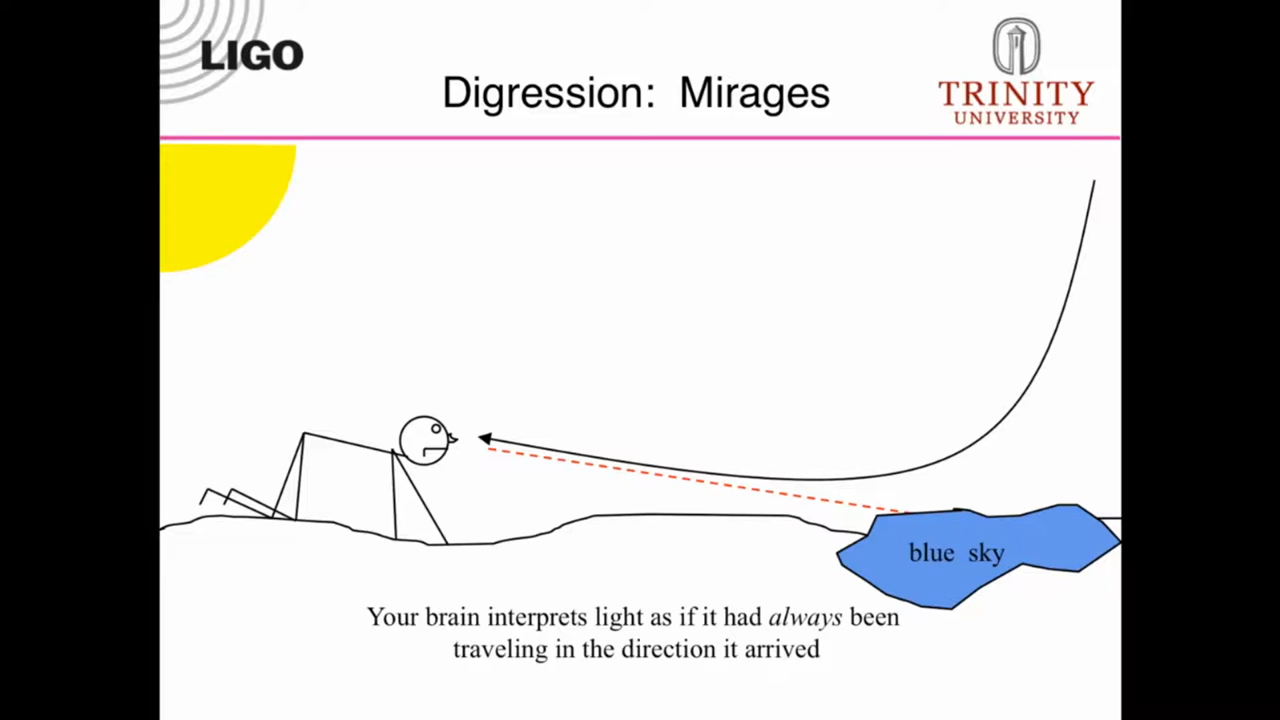 LIGO
Digression: Mirages
TRINITY
UNIVERSITY
blue sky
Your brain interprets light as if it had always been
traveling in the direction it arrived